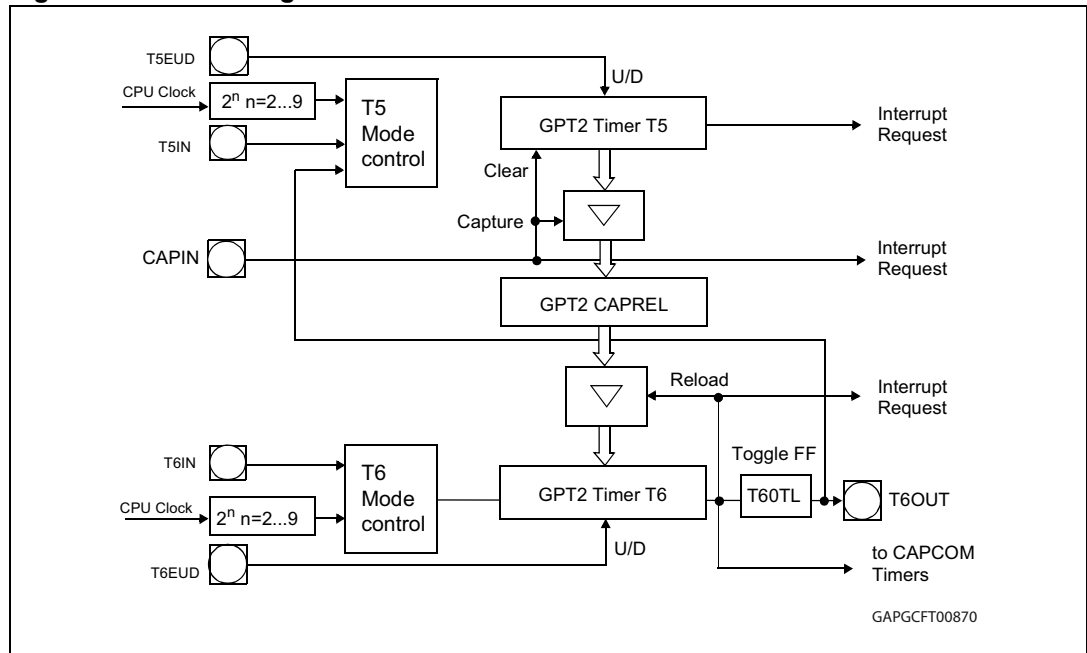 T5EUD
U/D
CPU Clock
2ⁿ n=2...9
T5
Mode
control
T5IN
GPT2 Timer T5
Interrupt
Request
Clear
Capture
CAPIN
Interrupt
Request
GPT2 CAPREL
Reload
Interrupt
Request
Toggle FF
T6IN
T6
Mode
control
GPT2 Timer T6
T60TL
T6OUT
CPU Clock
2ⁿ n=2...9
U/D
T6EUD
to CAPCOM
Timers
GAPGCFT00870